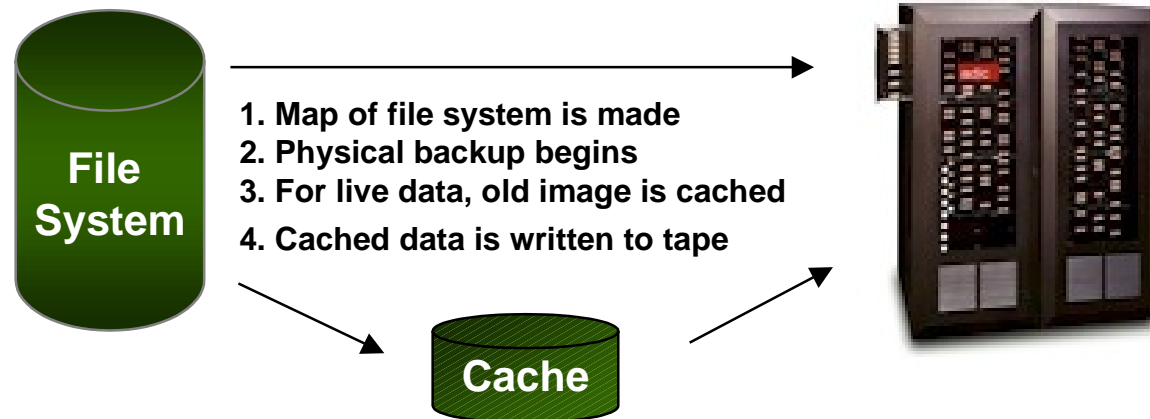 File
System
1. Map of file system is made
2. Physical backup begins
3. For live data, old image is cached
4. Cached data is written to tape
Cache